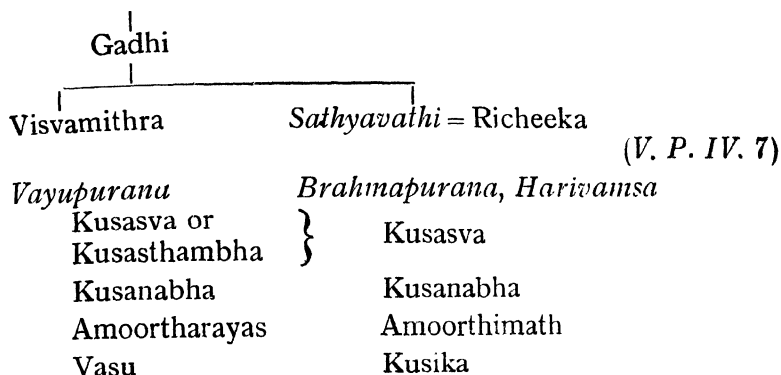 Gadhi
Visvamithra Sathyavathi = Richeeka
(V. P. IV. 7)
Vayupurana Brahmapurana, Harivamsa
Kusasva or
Kusasthambha } Kusasva
Kusanabha Kusanabha
Amoortharayas Amoorthimath
Vasu Kusika